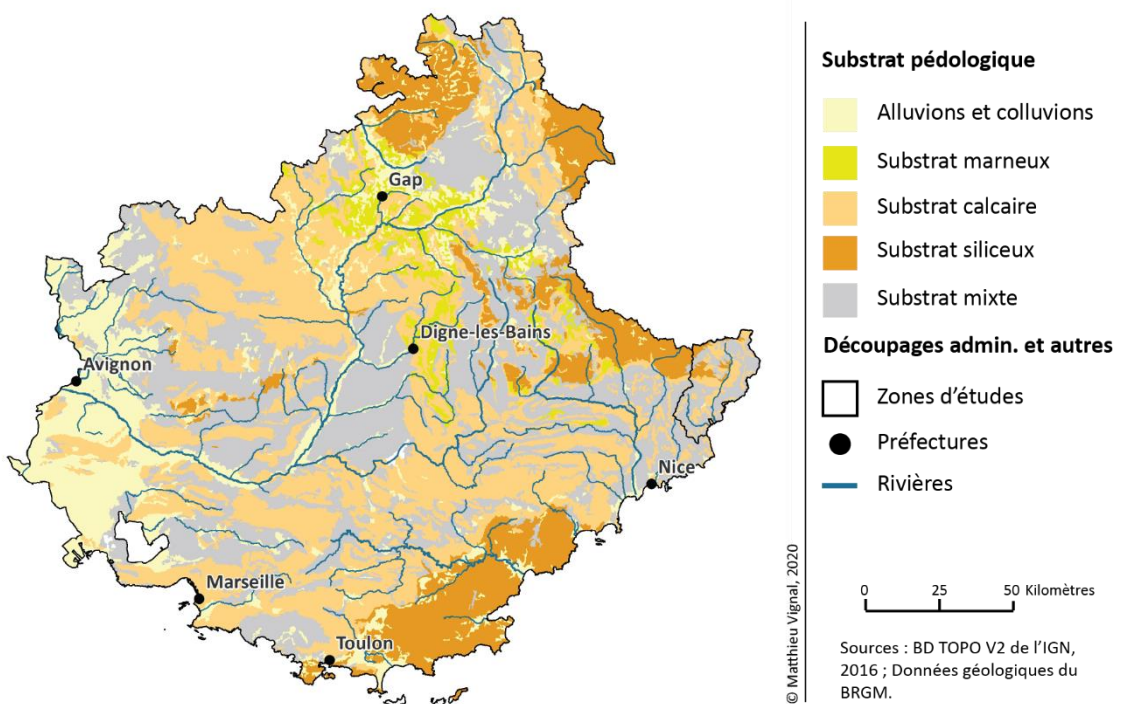 Gap
Digne-les-Bains
Avignon
Nice
Marseille
Toulon
Substrat pédologique
Alluvions et colluvions
Substrat marneux
Substrat calcaire
Substrat siliceux
Substrat mixte
Découpages admin. et autres
Zones d’études
Préfectures
Rivières
© Matthieu Vignal, 2020
0 25 50 Kilomètres
Sources : BD TOPO V2 de l’IGN,
2016 ; Données géologiques du
BRGM.